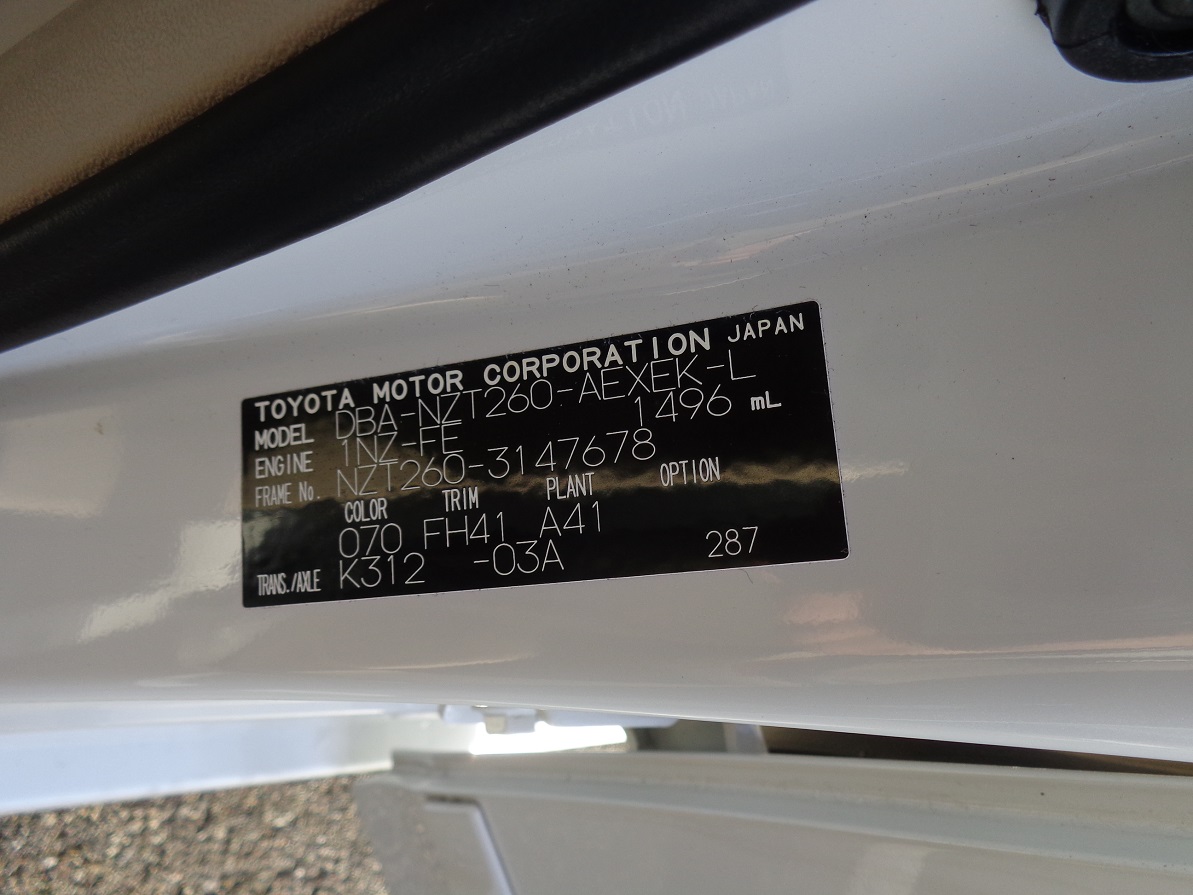 TOYOTA MOTOR CORPORATION JAPAN
MODEL DBA-NZT260-AEXEK-L
ENGINE 1NZ-FE 1496 mL
FRAME No. NZT260-3147678
COLOR TRIM PLANT OPTION
070 FH41 A41
TRANS./AXLE K312 -03A 287